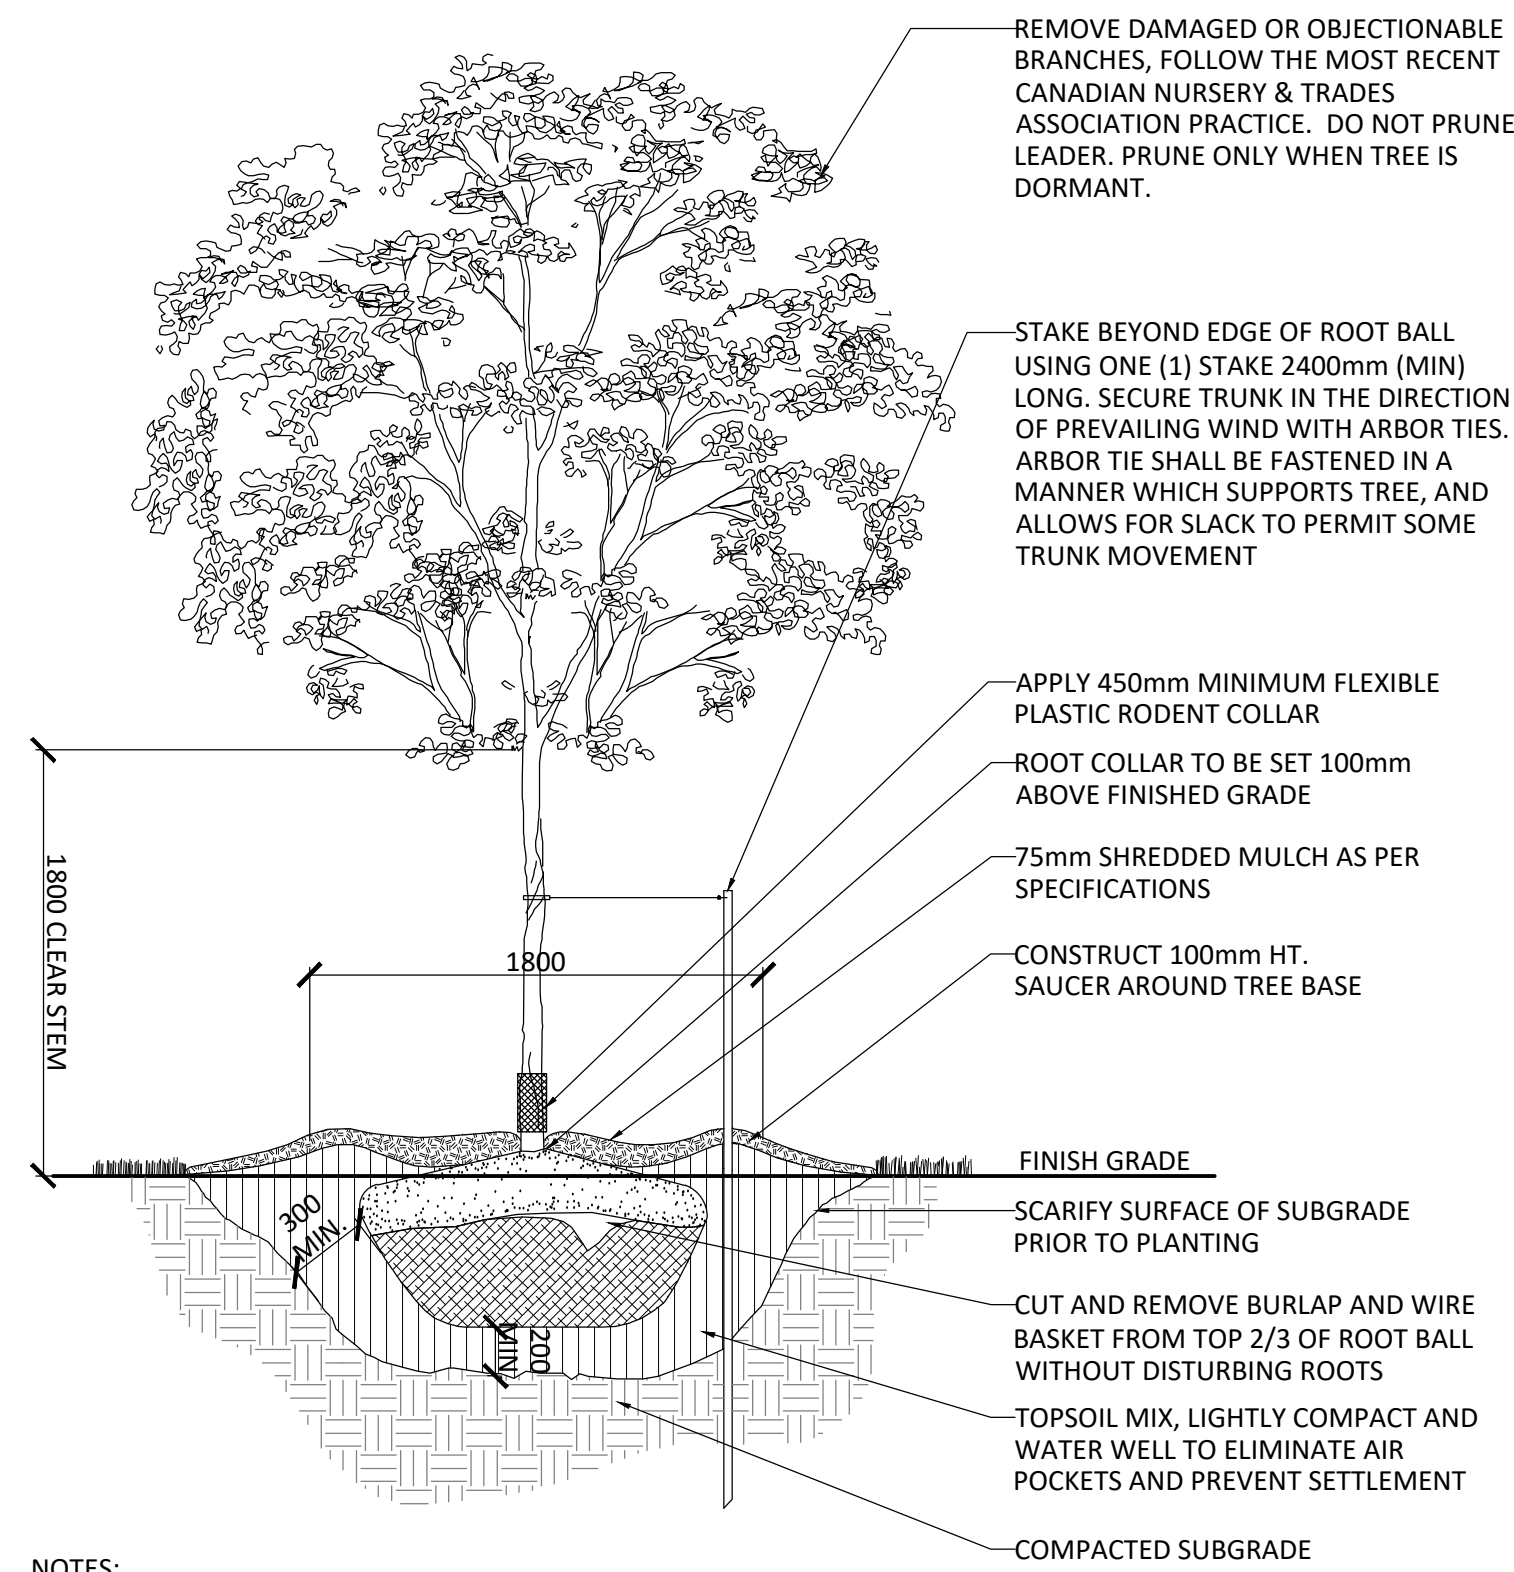 REMOVE DAMAGED OR OBJECTIONABLE
BRANCHES, FOLLOW THE MOST RECENT
CANADIAN NURSERY & TRADES
ASSOCIATION PRACTICE.  DO NOT PRUNE
LEADER. PRUNE ONLY WHEN TREE IS
DORMANT.
STAKE BEYOND EDGE OF ROOT BALL
USING ONE (1) STAKE 2400mm (MIN)
LONG. SECURE TRUNK IN THE DIRECTION
OF PREVAILING WIND WITH ARBOR TIES.
ARBOR TIE SHALL BE FASTENED IN A
MANNER WHICH SUPPORTS TREE, AND
ALLOWS FOR SLACK TO PERMIT SOME
TRUNK MOVEMENT
APPLY 450mm MINIMUM FLEXIBLE
PLASTIC RODENT COLLAR
ROOT COLLAR TO BE SET 100mm
ABOVE FINISHED GRADE
75mm SHREDDED MULCH AS PER
SPECIFICATIONS
CONSTRUCT 100mm HT.
SAUCER AROUND TREE BASE
1800 CLEAR STEM
1800
FINISH GRADE
300
MIN.
200
MIN
SCARIFY SURFACE OF SUBGRADE
PRIOR TO PLANTING
CUT AND REMOVE BURLAP AND WIRE
BASKET FROM TOP 2/3 OF ROOT BALL
WITHOUT DISTURBING ROOTS
TOPSOIL MIX, LIGHTLY COMPACT AND
WATER WELL TO ELIMINATE AIR
POCKETS AND PREVENT SETTLEMENT
COMPACTED SUBGRADE
NOTES: